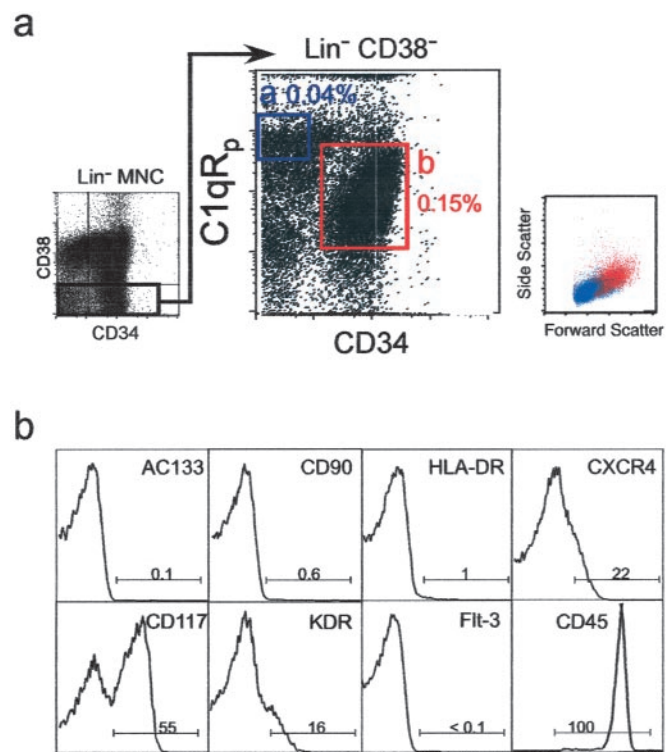 a
Lin⁻ CD38⁻
a 0.04%
b
0.15%
C1qRₚ
CD34
Lin⁻ MNC
CD38
CD34
Side Scatter
Forward Scatter
b
AC133
0.1
CD90
0.6
HLA-DR
1
CXCR4
22
CD117
55
KDR
16
Flt-3
< 0.1
CD45
100